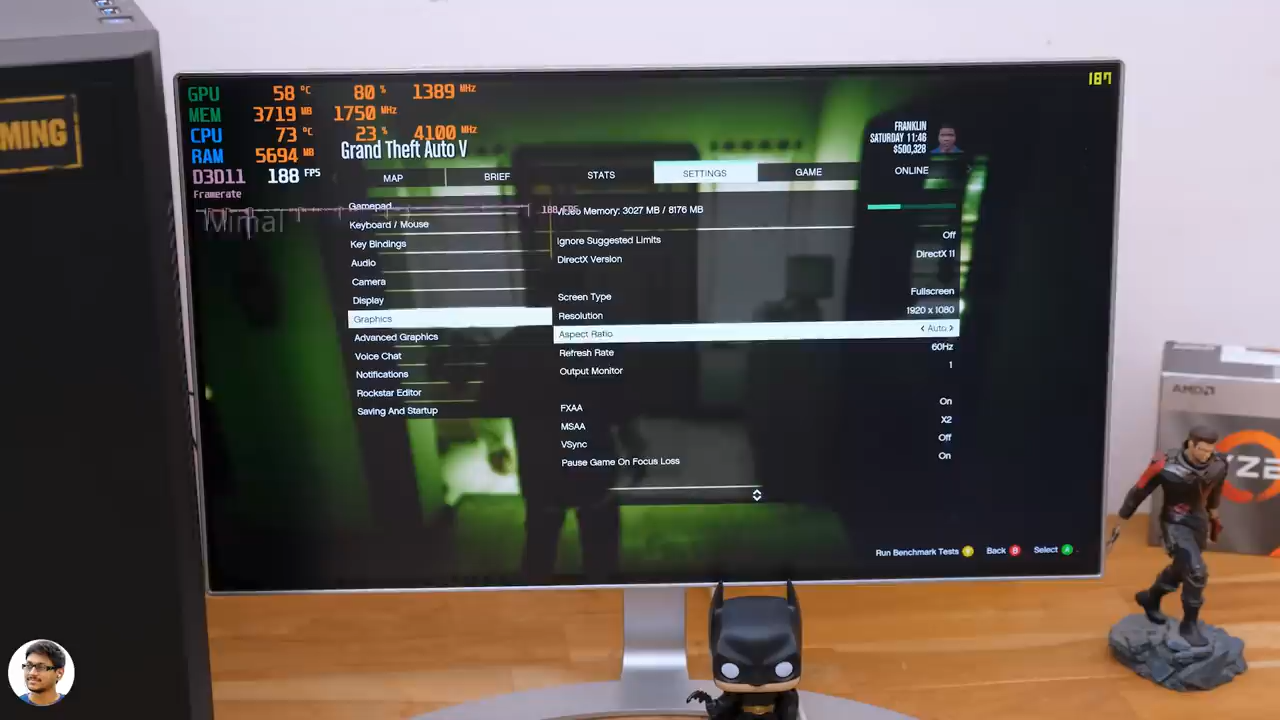 MING
GPU 58 °C 80 % 1389 MHz
MEM 3719 MB 1750 MHz
CPU 73 °C 23 % 4100 MHz
RAM 5694 MB
D3D11 188 FPS
Framerate
188 FPS
187
Mimal
Grand Theft Auto V
FRANKLIN
SATURDAY 11:46
$500,328
MAP BRIEF STATS SETTINGS GAME ONLINE
Gamepad
Keyboard / Mouse
Key Bindings
Audio
Camera
Display
Graphics
Advanced Graphics
Voice Chat
Notifications
Rockstar Editor
Saving And Startup
Video Memory: 3027 MB / 8176 MB
Ignore Suggested Limits Off
DirectX Version DirectX 11
Screen Type Fullscreen
Resolution 1920 x 1080
Aspect Ratio < Auto >
Refresh Rate 60Hz
Output Monitor 1
FXAA On
MSAA X2
VSync Off
Pause Game On Focus Loss On
Run Benchmark Tests Y Back B Select A
AMD
YZE